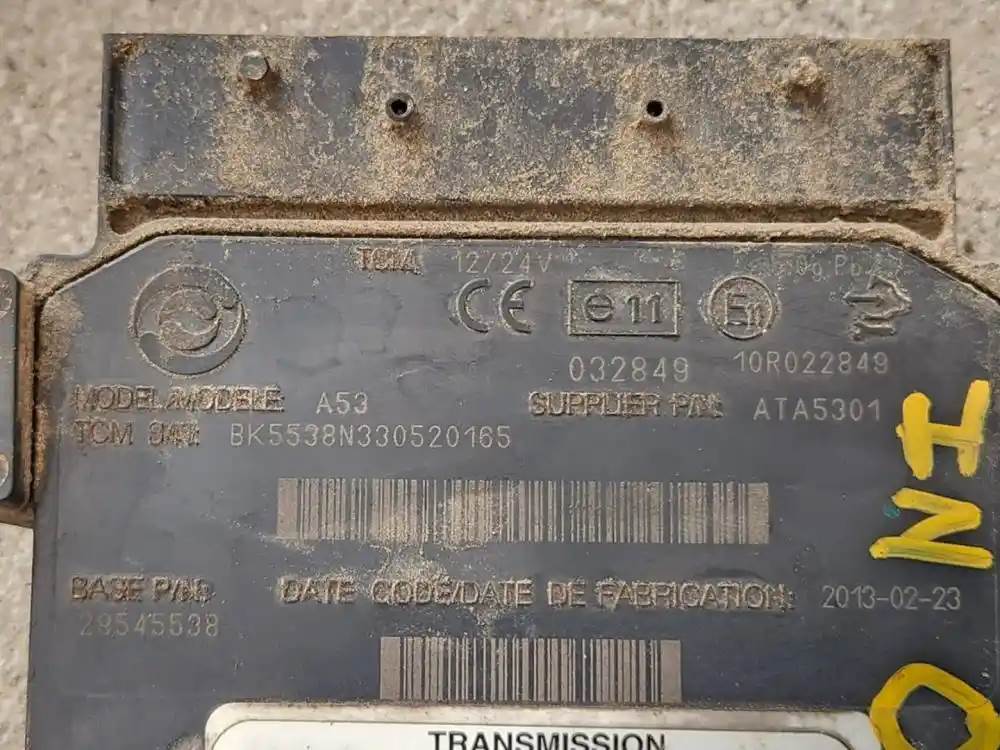 TCM 12/24V
CE e11 E11
032849 10R022849
MODEL/MODELE: A53 SUPPLIER P/N: ATA5301
TCM S/N: BK5538N330520165
BASE P/N: DATE CODE/DATE DE FABRICATION: 2013-02-23
29545538
NI
TRANSMISSION